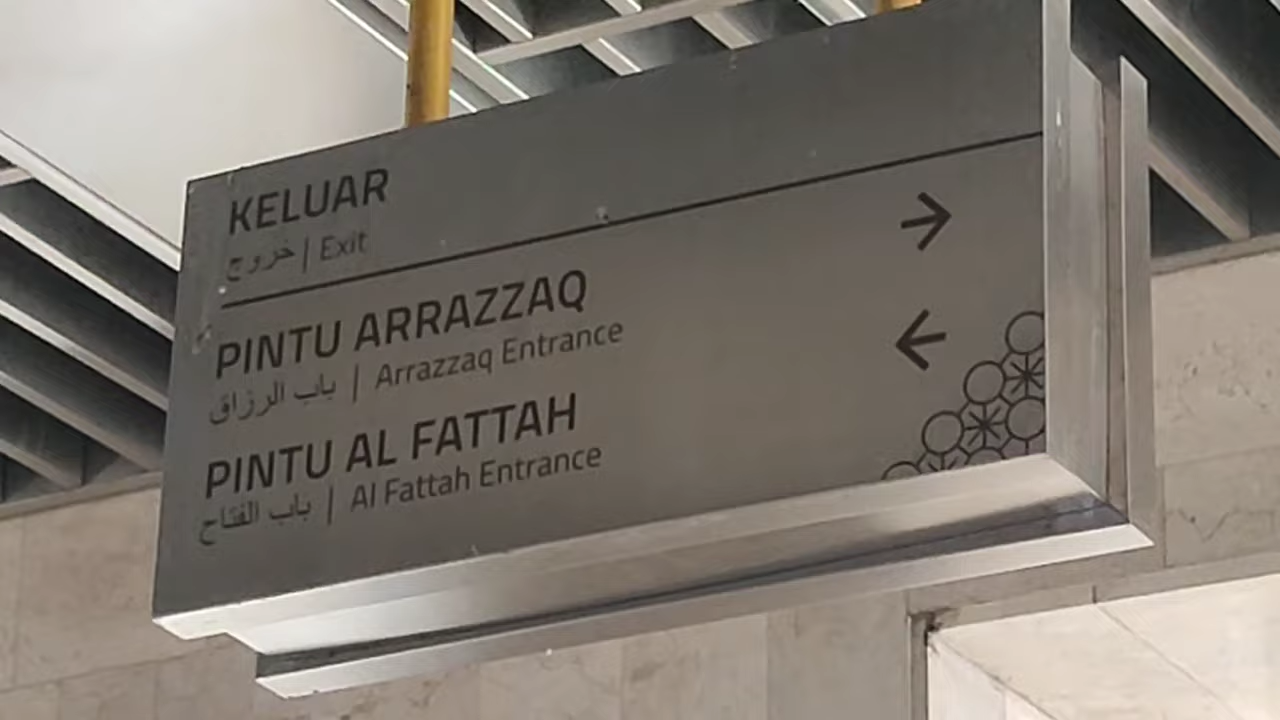 KELUAR
خروج | Exit
PINTU ARRAZZAQ →
باب الرزاق | Arrazzaq Entrance
PINTU AL FATTAH ←
باب الفتاح | Al Fattah Entrance